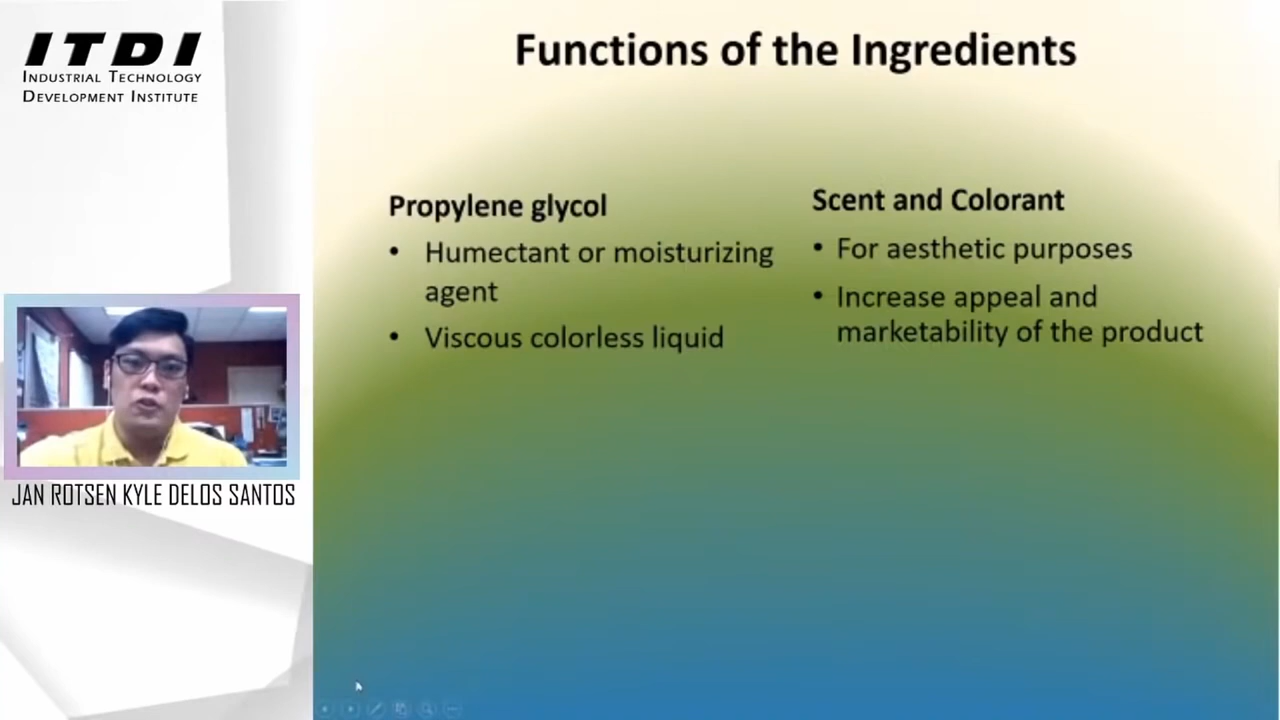 ITDI
INDUSTRIAL TECHNOLOGY
DEVELOPMENT INSTITUTE
JAN ROTSEN KYLE DELOS SANTOS
Functions of the Ingredients
Propylene glycol
• Humectant or moisturizing
agent
• Viscous colorless liquid
Scent and Colorant
• For aesthetic purposes
• Increase appeal and
marketability of the product